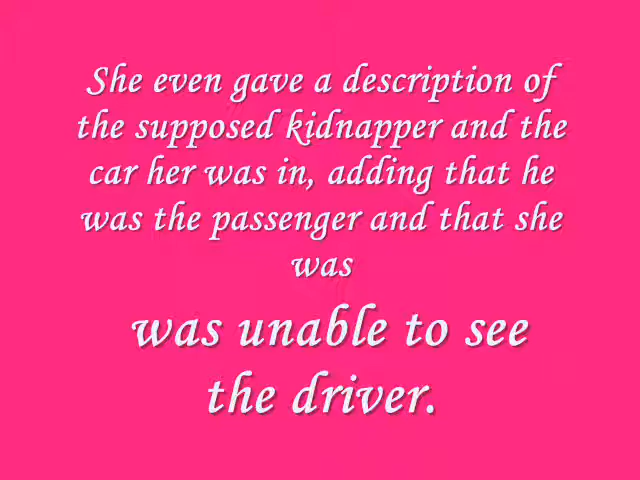 She even gave a description of
the supposed kidnapper and the
car her was in, adding that he
was the passenger and that she
was
was unable to see
the driver.